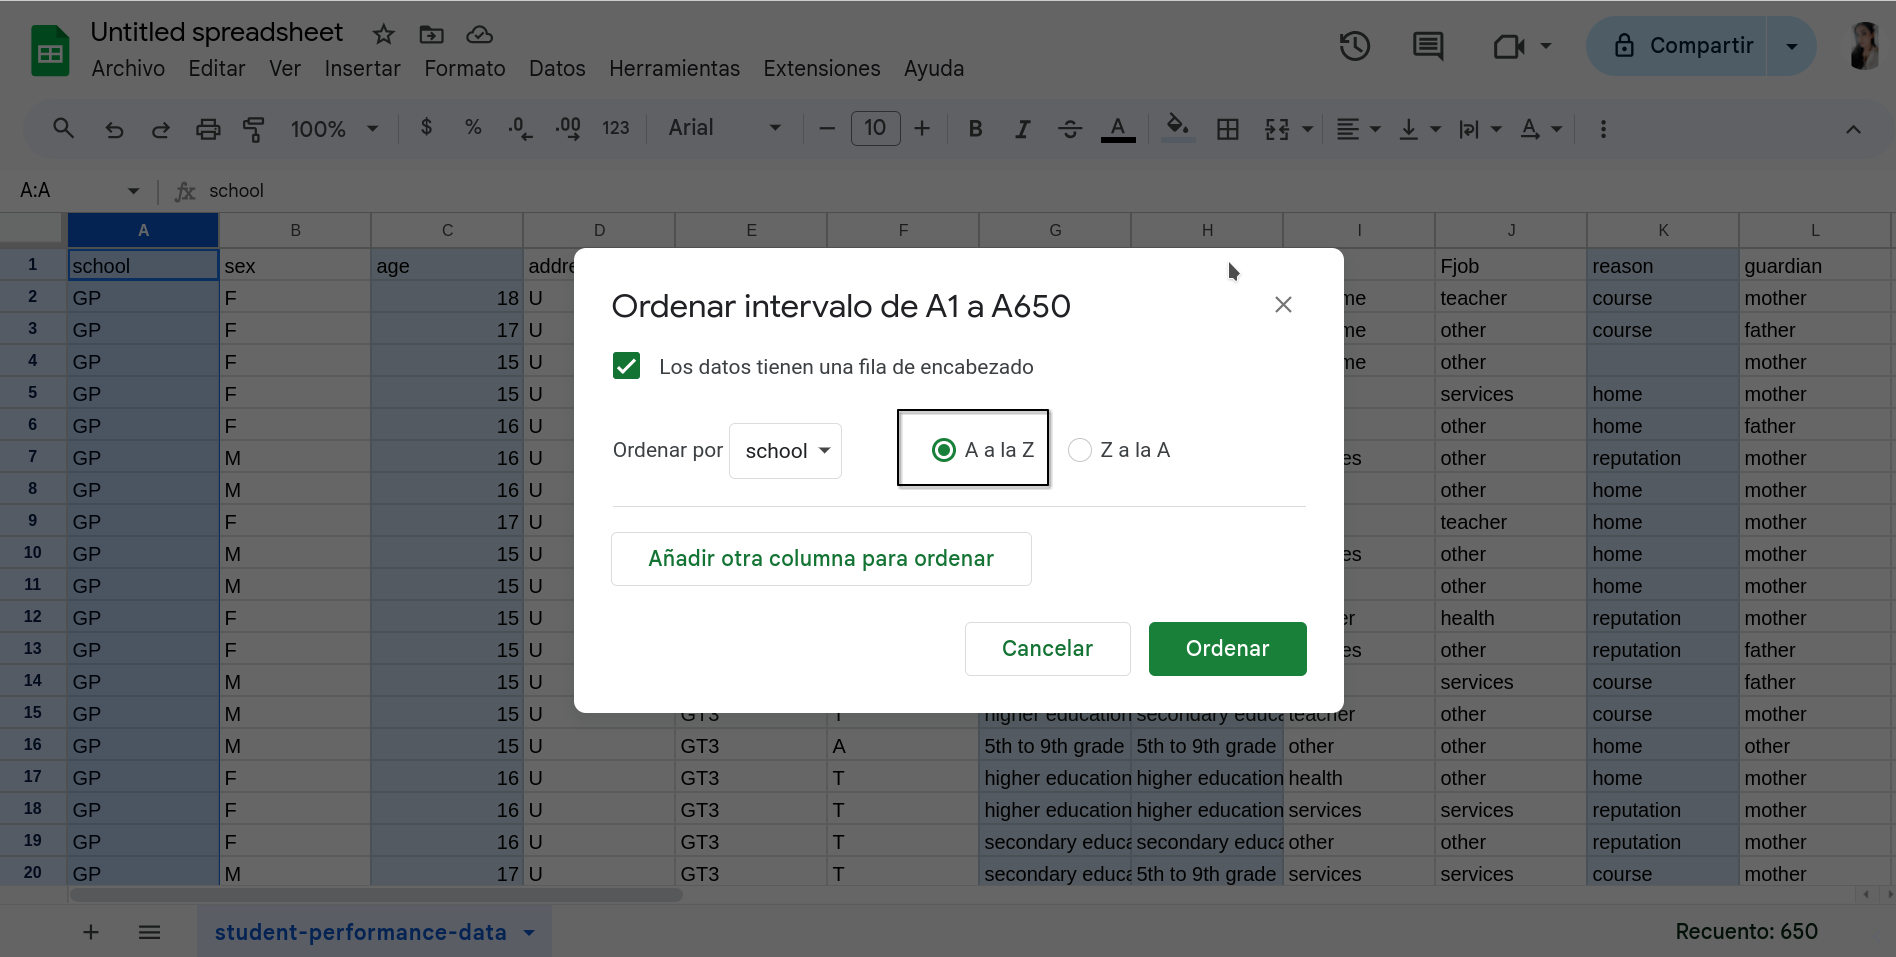 Untitled spreadsheet
Archivo Editar Ver Insertar Formato Datos Herramientas Extensiones Ayuda
Compartir
100% $ % .0 .00 123 Arial 10 B I S A
A:A fx school
A B C D E F G H I J K L
1 school sex age Fjob reason guardian
2 GP F 18 U teacher course mother
3 GP F 17 U other course father
4 GP F 15 U other mother
5 GP F 15 U services home mother
6 GP F 16 U other home father
7 GP M 16 U other reputation mother
8 GP M 16 U other home mother
9 GP F 17 U teacher home mother
10 GP M 15 U other home mother
11 GP M 15 U other home mother
12 GP F 15 U health reputation mother
13 GP F 15 U other reputation father
14 GP M 15 U services course father
15 GP M 15 U GT3 T higher education secondary educa teacher other course mother
16 GP M 15 U GT3 A 5th to 9th grade 5th to 9th grade other other home other
17 GP F 16 U GT3 T higher education higher education health other home mother
18 GP F 16 U GT3 T higher education higher education services services reputation mother
19 GP F 16 U GT3 T secondary educa secondary educa other other reputation mother
20 GP M 17 U GT3 T secondary educa 5th to 9th grade services services course mother
Ordenar intervalo de A1 a A650
Los datos tienen una fila de encabezado
Ordenar por school A a la Z Z a la A
Añadir otra columna para ordenar
Cancelar Ordenar
student-performance-data
Recuento: 650